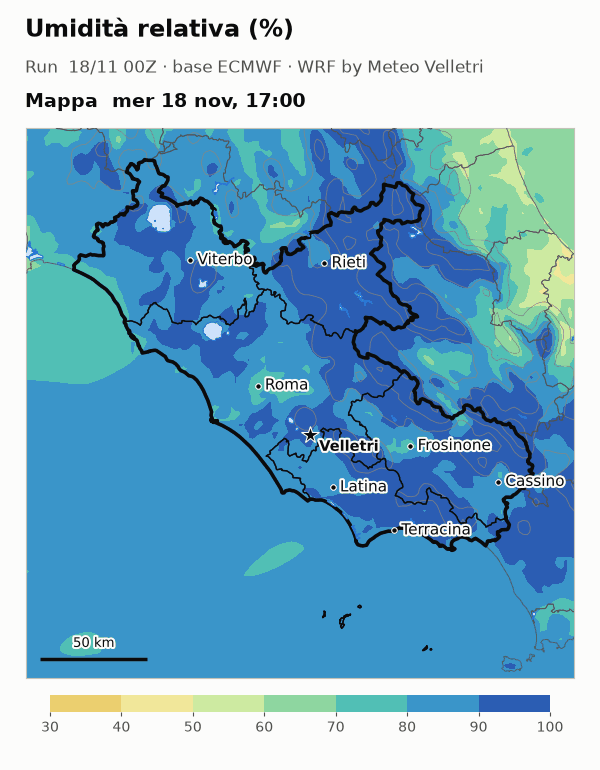 Umidità relativa (%)
Run  18/11 00Z · base ECMWF · WRF by Meteo Velletri
Mappa  mer 18 nov, 17:00
Viterbo
Rieti
Roma
Velletri
Frosinone
Cassino
Latina
Terracina
50 km
30 40 50 60 70 80 90 100